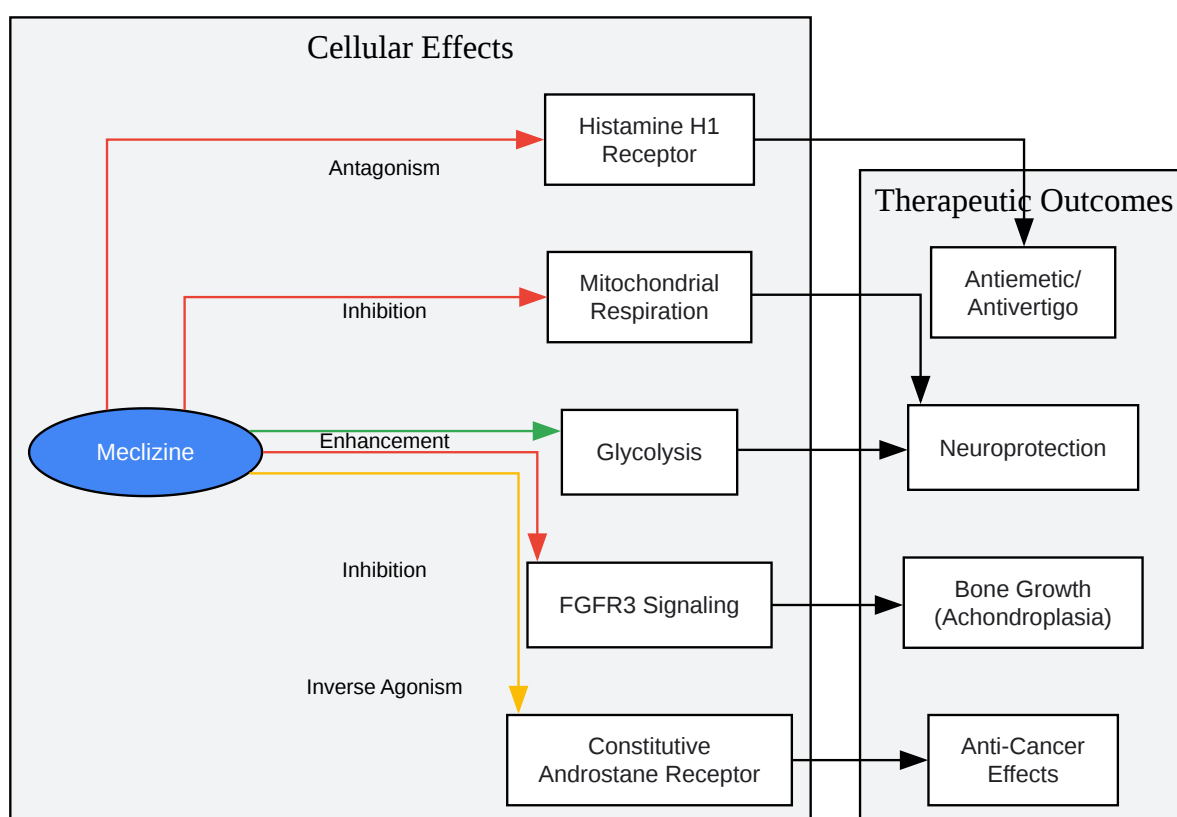 Cellular Effects
Histamine H1
Receptor
Antagonism
Therapeutic Outcomes
Mitochondrial
Respiration
Inhibition
Antiemetic/
Antivertigo
Meclizine
Enhancement
Glycolysis
Neuroprotection
Inhibition
FGFR3 Signaling
Bone Growth
(Achondroplasia)
Inverse Agonism
Constitutive
Androstane Receptor
Anti-Cancer
Effects